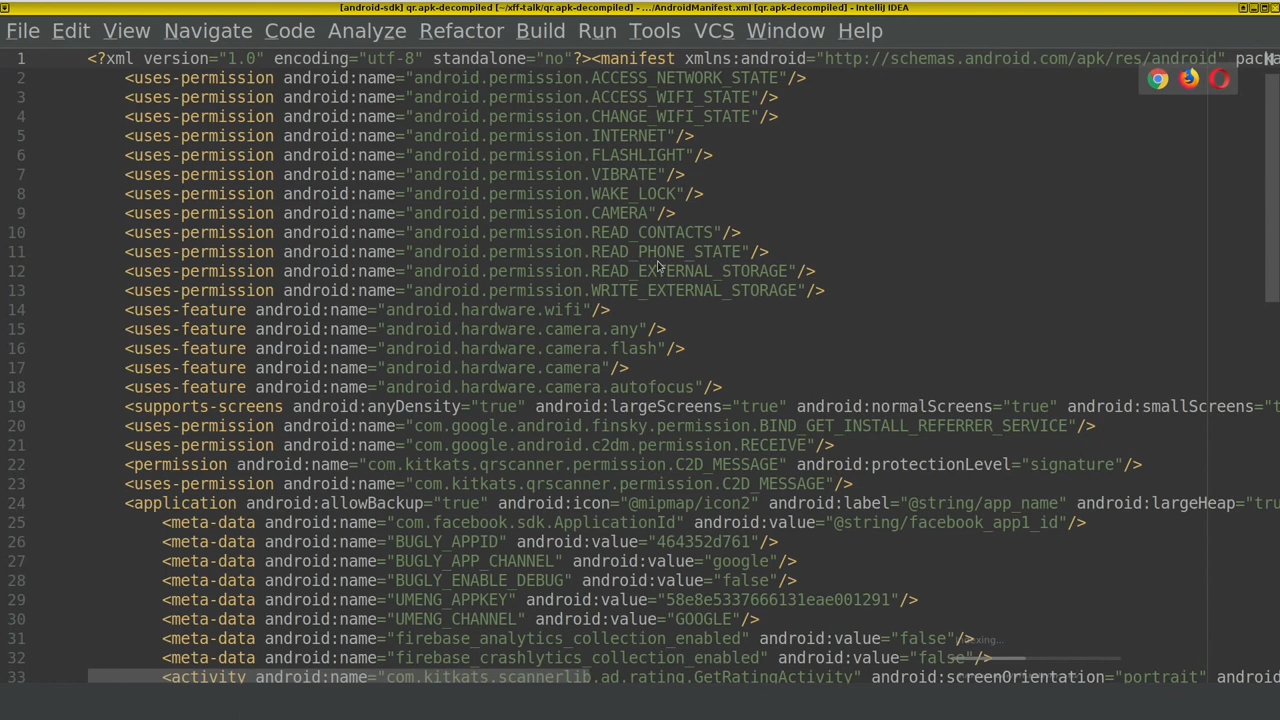 [android-sdk] qr.apk-decompiled [~/xff-talk/qr.apk-decompiled] - .../AndroidManifest.xml [qr.apk-decompiled] - IntelliJ IDEA
File Edit View Navigate Code Analyze Refactor Build Run Tools VCS Window Help
1 <?xml version="1.0" encoding="utf-8" standalone="no"?><manifest xmlns:android="http://schemas.android.com/apk/res/android"
2 <uses-permission android:name="android.permission.ACCESS_NETWORK_STATE"/>
3 <uses-permission android:name="android.permission.ACCESS_WIFI_STATE"/>
4 <uses-permission android:name="android.permission.CHANGE_WIFI_STATE"/>
5 <uses-permission android:name="android.permission.INTERNET"/>
6 <uses-permission android:name="android.permission.FLASHLIGHT"/>
7 <uses-permission android:name="android.permission.VIBRATE"/>
8 <uses-permission android:name="android.permission.WAKE_LOCK"/>
9 <uses-permission android:name="android.permission.CAMERA"/>
10 <uses-permission android:name="android.permission.READ_CONTACTS"/>
11 <uses-permission android:name="android.permission.READ_PHONE_STATE"/>
12 <uses-permission android:name="android.permission.READ_EXTERNAL_STORAGE"/>
13 <uses-permission android:name="android.permission.WRITE_EXTERNAL_STORAGE"/>
14 <uses-feature android:name="android.hardware.wifi"/>
15 <uses-feature android:name="android.hardware.camera.any"/>
16 <uses-feature android:name="android.hardware.camera.flash"/>
17 <uses-feature android:name="android.hardware.camera"/>
18 <uses-feature android:name="android.hardware.camera.autofocus"/>
19 <supports-screens android:anyDensity="true" android:largeScreens="true" android:normalScreens="true" android:smallScreens="t
20 <uses-permission android:name="com.google.android.finsky.permission.BIND_GET_INSTALL_REFERRER_SERVICE"/>
21 <uses-permission android:name="com.google.android.c2dm.permission.RECEIVE"/>
22 <permission android:name="com.kitkats.qrscanner.permission.C2D_MESSAGE" android:protectionLevel="signature"/>
23 <uses-permission android:name="com.kitkats.qrscanner.permission.C2D_MESSAGE"/>
24 <application android:allowBackup="true" android:icon="@mipmap/icon2" android:label="@string/app_name" android:largeHeap="tru
25 <meta-data android:name="com.facebook.sdk.ApplicationId" android:value="@string/facebook_app1_id"/>
26 <meta-data android:name="BUGLY_APPID" android:value="464352d761"/>
27 <meta-data android:name="BUGLY_APP_CHANNEL" android:value="google"/>
28 <meta-data android:name="BUGLY_ENABLE_DEBUG" android:value="false"/>
29 <meta-data android:name="UMENG_APPKEY" android:value="58e8e5337666131eae001291"/>
30 <meta-data android:name="UMENG_CHANNEL" android:value="GOOGLE"/>
31 <meta-data android:name="firebase_analytics_collection_enabled" android:value="false"/>
32 <meta-data android:name="firebase_crashlytics_collection_enabled" android:value="false"/>
33 <activity android:name="com.kitkats.scannerlib.ad.rating.GetRatingActivity" android:screenOrientation="portrait" android